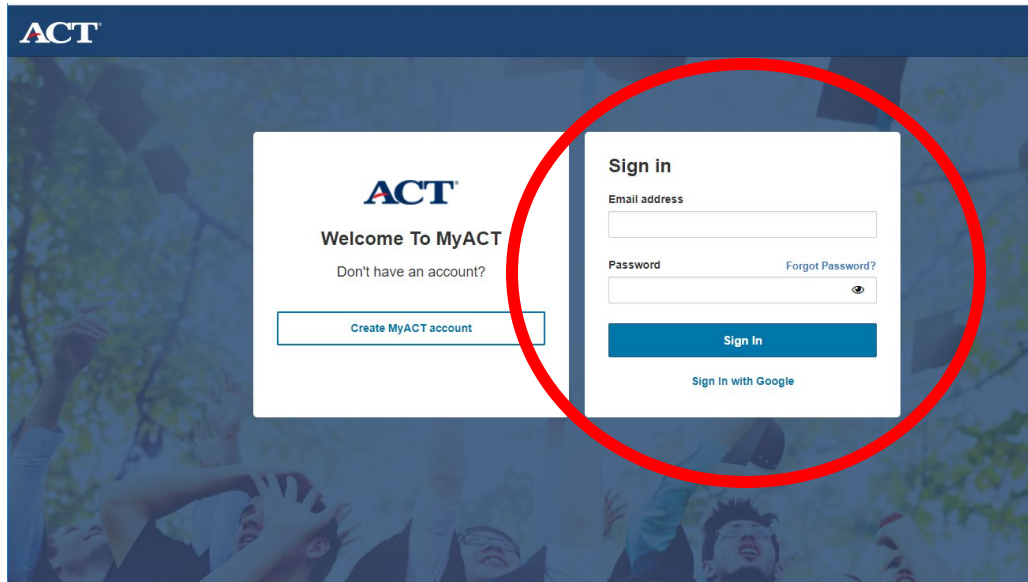 ACT
ACT
Welcome To MyACT
Don't have an account?
Create MyACT account
Sign in
Email address
Password
Forgot Password?
Sign In
Sign In with Google